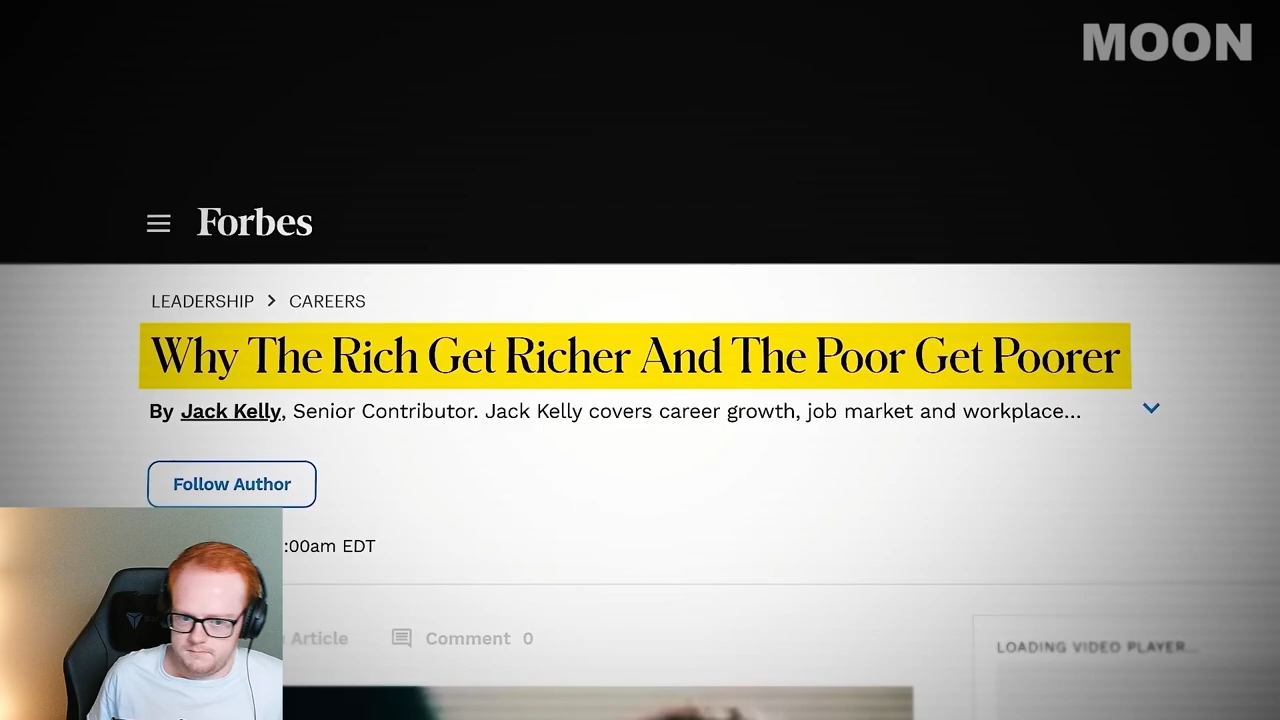 MOON
Forbes
LEADERSHIP > CAREERS
Why The Rich Get Richer And The Poor Get Poorer
By Jack Kelly, Senior Contributor. Jack Kelly covers career growth, job market and workplace...
Follow Author
:00am EDT
Article
Comment 0
LOADING VIDEO PLAYER...